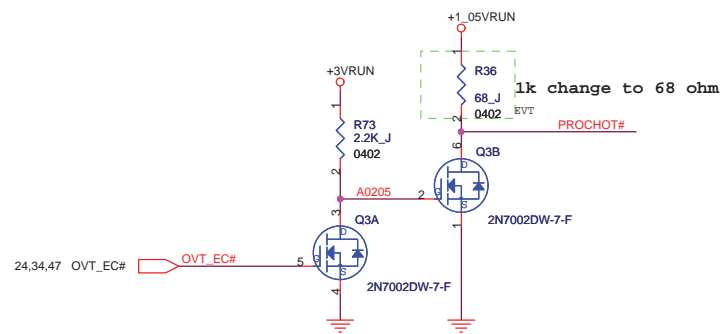 +1_05VRUN
1
R36
68_J
0402
2
1k change to 68 ohm
EVT
PROCHOT#
+3VRUN
1
R73
2.2K_J
0402
2
A0205
6
Q3B
D
2
G
S
1
2N7002DW-7-F
3
Q3A
D
24,34,47 OVT_EC#
OVT_EC#
5
G
S
4
2N7002DW-7-F